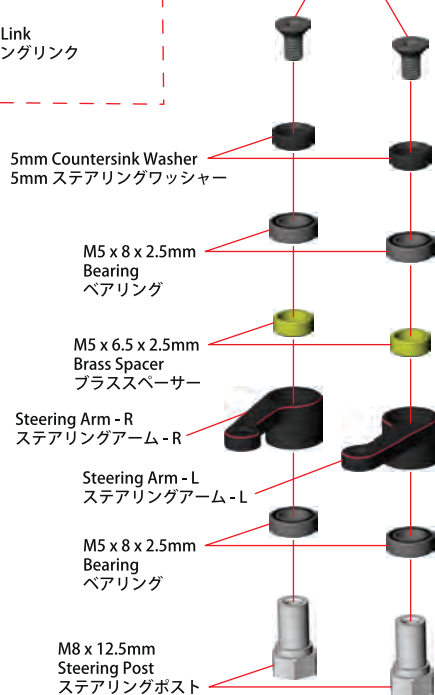 Link
ングリンク
5mm Countersink Washer
5mm ステアリングワッシャー
M5 x 8 x 2.5mm
Bearing
ベアリング
M5 x 6.5 x 2.5mm
Brass Spacer
ブラススペーサー
Steering Arm - R
ステアリングアーム - R
Steering Arm - L
ステアリングアーム - L
M5 x 8 x 2.5mm
Bearing
ベアリング
M8 x 12.5mm
Steering Post
ステアリングポスト